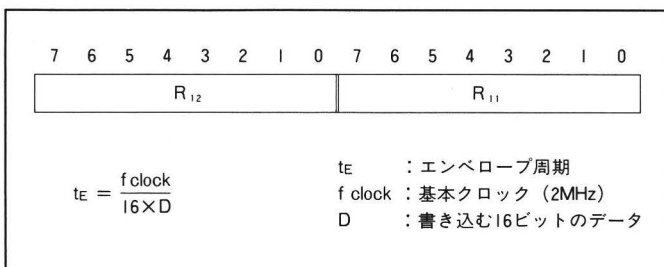 7 6 5 4 3 2 1 0 7 6 5 4 3 2 1 0
R₁₂ R₁₁
tE = f clock / 16×D
tE : エンベロープ周期
f clock : 基本クロック (2MHz)
D : 書き込む16ビットのデータ